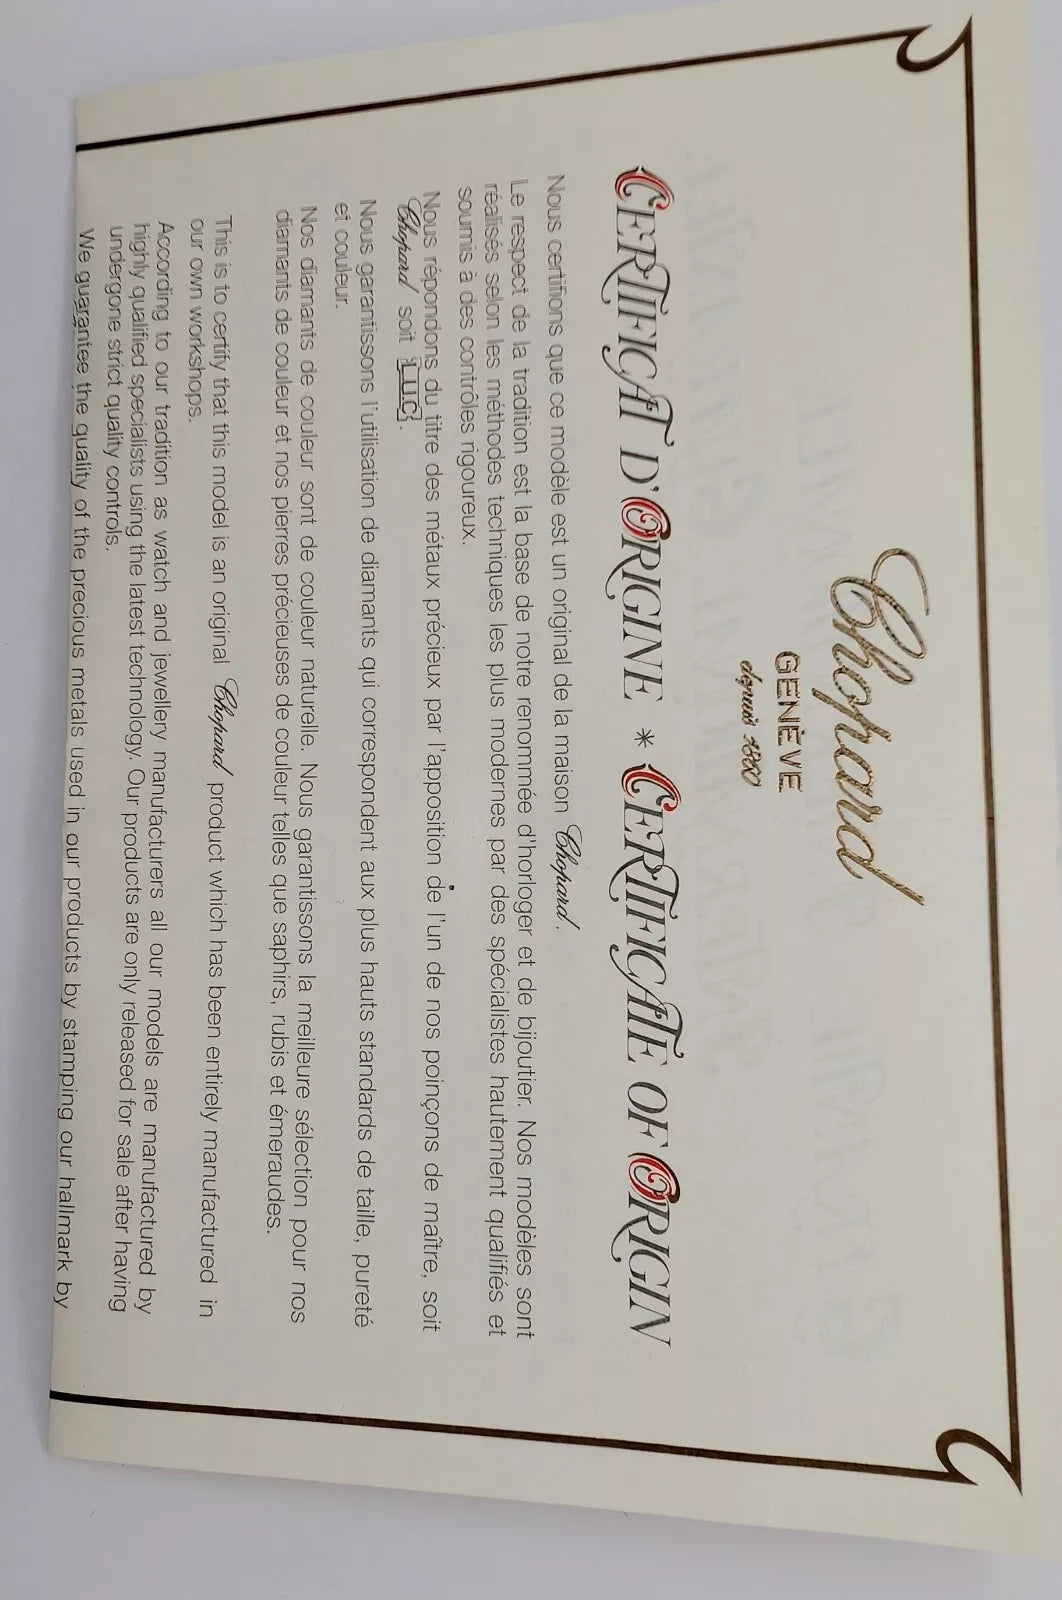 Chopard
GENÈVE
depuis 1860
CERTIFICAT D'ORIGINE * CERTIFICATE OF ORIGIN
Nous certifions que ce modèle est un original de la maison Chopard.
Le respect de la tradition est la base de notre renommée d'horloger et de bijoutier. Nos modèles sont
réalisés selon les méthodes techniques les plus modernes par des spécialistes hautement qualifiés et
soumis à des contrôles rigoureux.
Nous répondons du titre des métaux précieux par l'apposition de l'un de nos poinçons de maître, soit
Chopard soit L.U.C.
Nous garantissons l'utilisation de diamants qui correspondent aux plus hauts standards de taille, pureté
et couleur.
Nos diamants de couleur sont de couleur naturelle. Nous garantissons la meilleure sélection pour nos
diamants de couleur et nos pierres précieuses de couleur telles que saphirs, rubis et émeraudes.
This is to certify that this model is an original Chopard product which has been entirely manufactured in
our own workshops.
According to our tradition as watch and jewellery manufacturers all our models are manufactured by
highly qualified specialists using the latest technology. Our products are only released for sale after having
undergone strict quality controls.
We guarantee the quality of the precious metals used in our products by stamping our hallmark by